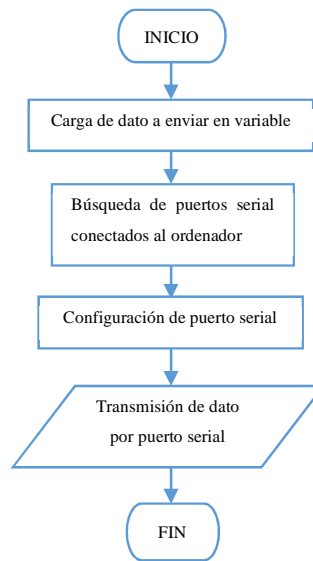 INICIO
Carga de dato a enviar en variable
Búsqueda de puertos serial
conectados al ordenador
Configuración de puerto serial
Transmisión de dato
por puerto serial
FIN